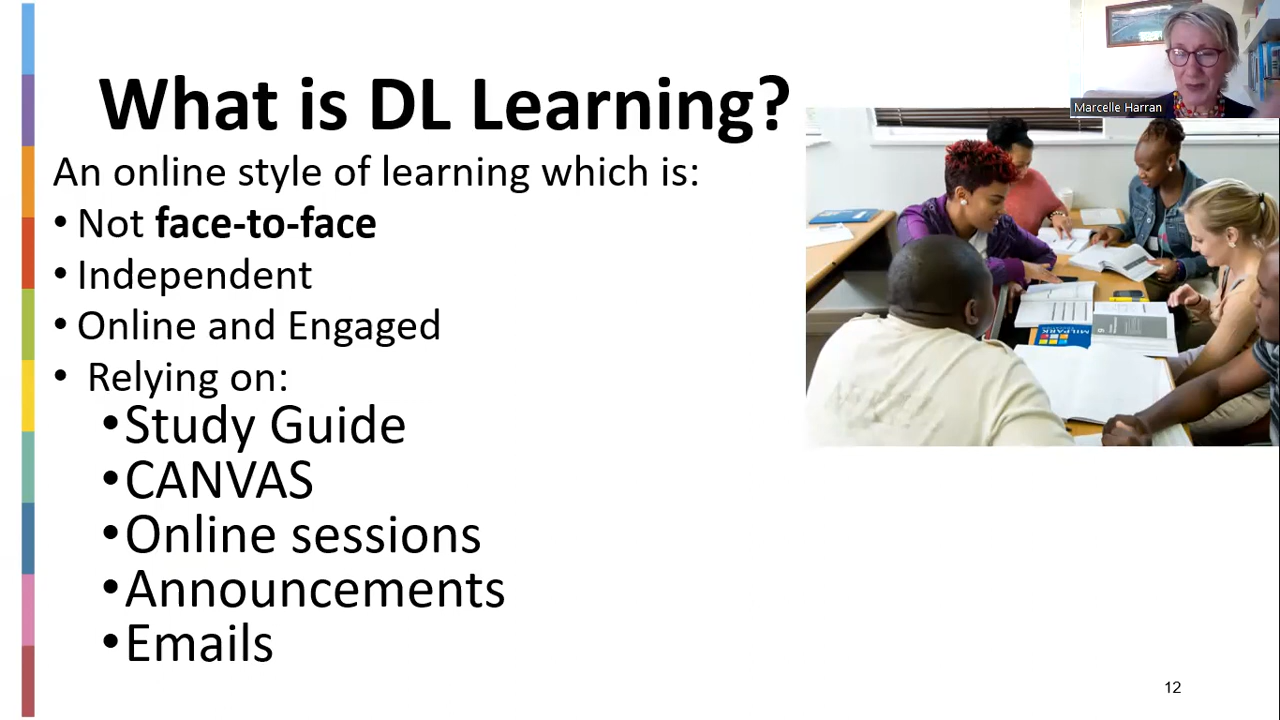 What is DL Learning?
An online style of learning which is:
• Not face-to-face
• Independent
• Online and Engaged
• Relying on:
•Study Guide
•CANVAS
•Online sessions
•Announcements
•Emails
Marcelle Harran
MILPARK
12